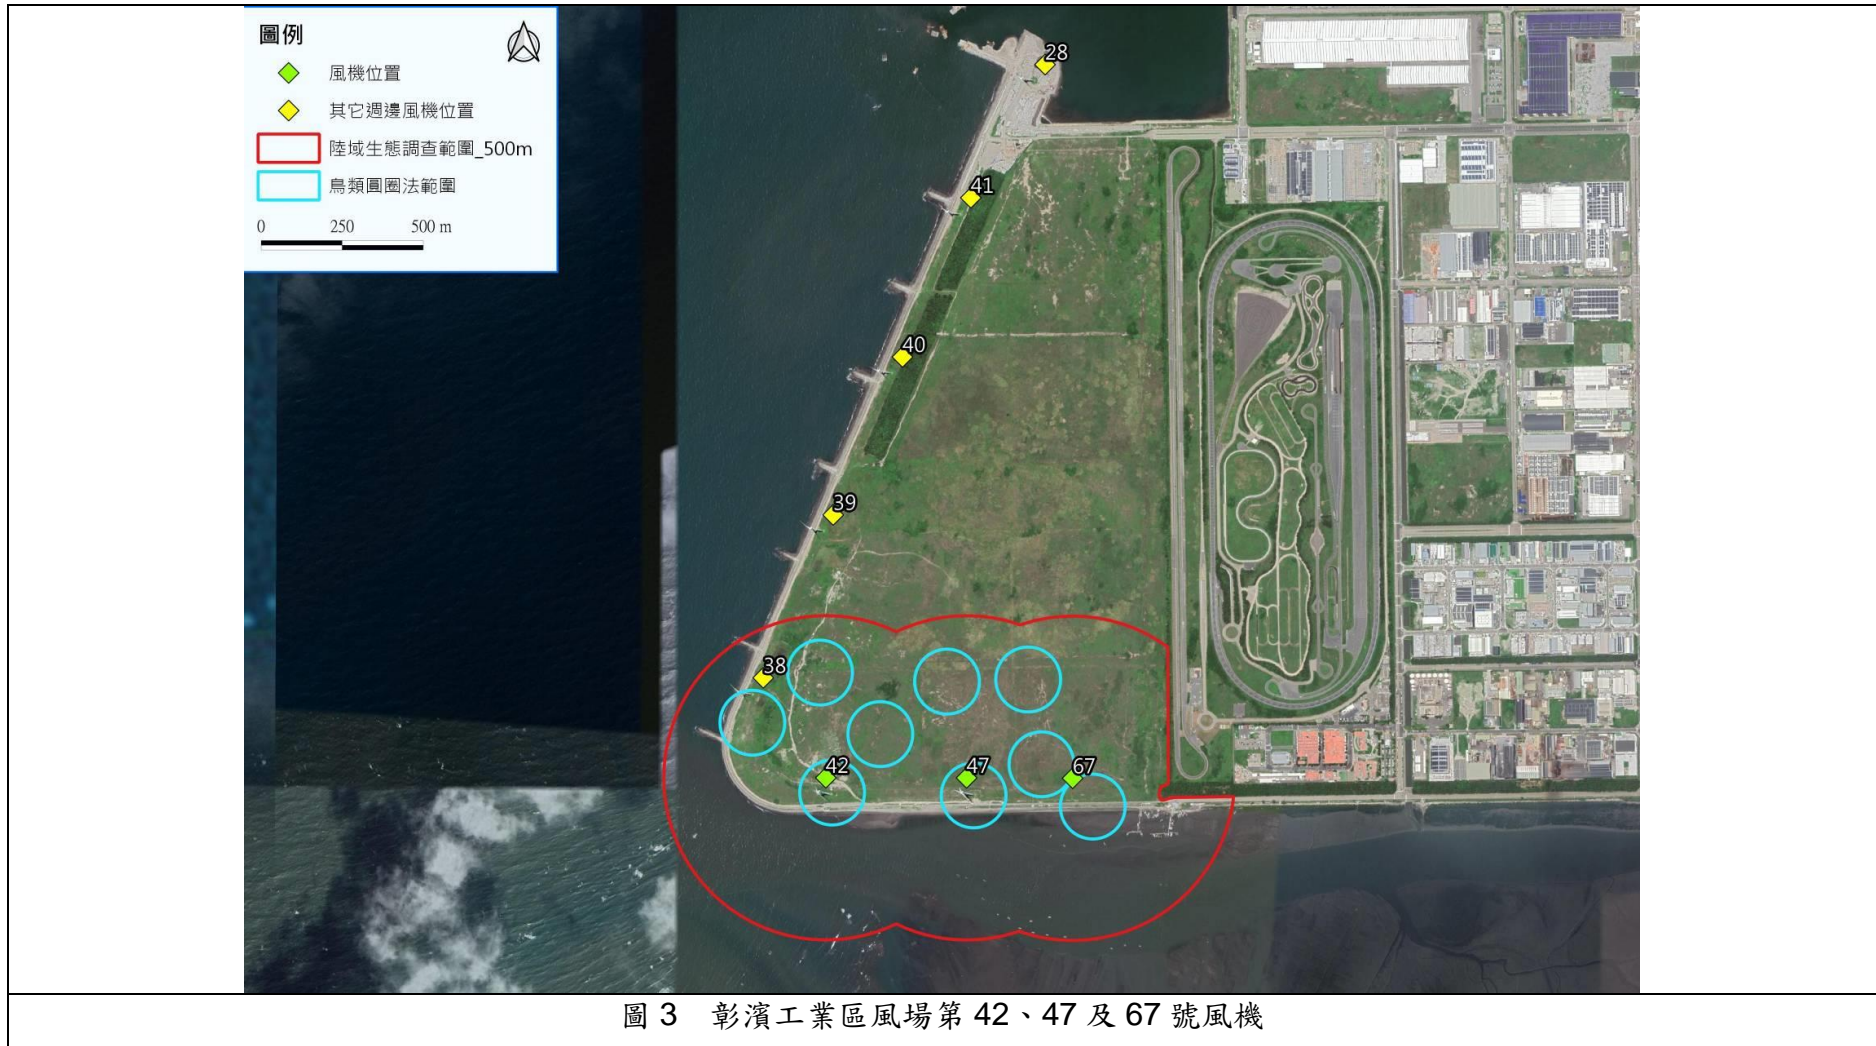 圖例
風機位置
其它週邊風機位置
陸域生態調查範圍_500m
鳥類圓圈法範圍
0 250 500 m
28
41
40
39
38
42
47
67
圖 3 彰濱工業區風場第 42、47 及 67 號風機